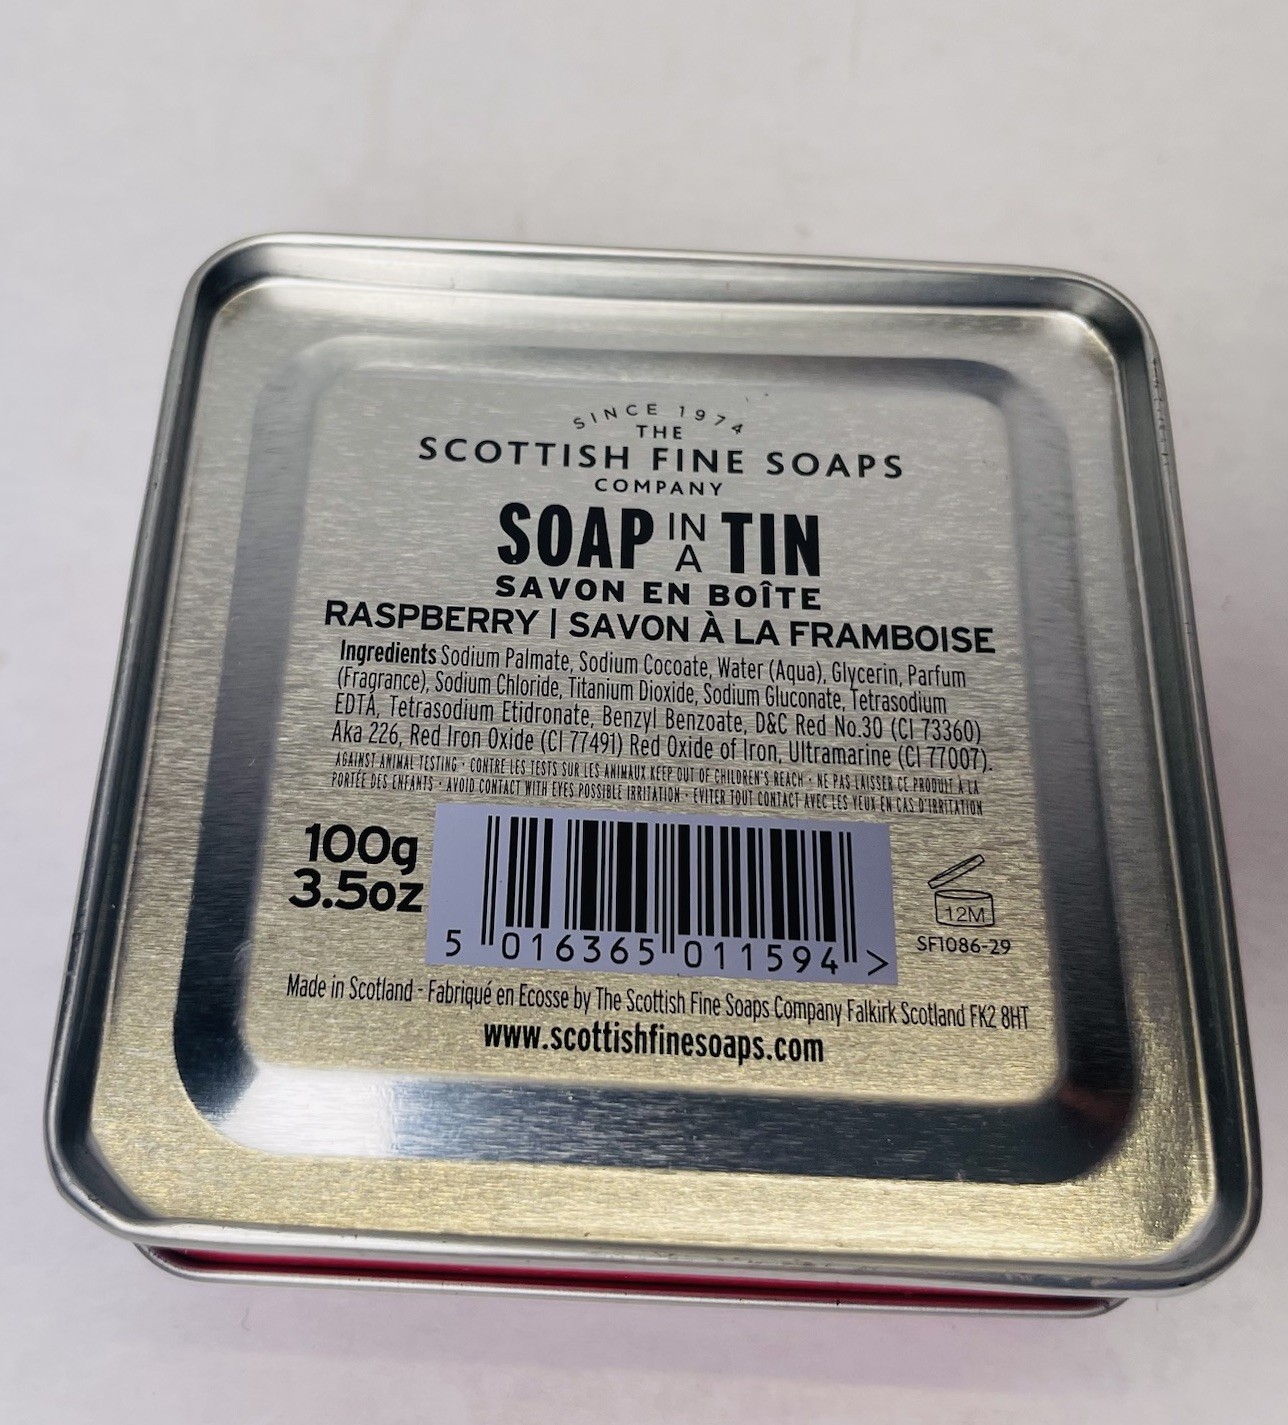 SINCE 1974
THE
SCOTTISH FINE SOAPS
COMPANY
SOAP IN A TIN
SAVON EN BOÎTE
RASPBERRY | SAVON À LA FRAMBOISE
Ingredients Sodium Palmate, Sodium Cocoate, Water (Aqua), Glycerin, Parfum
(Fragrance), Sodium Chloride, Titanium Dioxide, Sodium Gluconate, Tetrasodium
EDTA, Tetrasodium Etidronate, Benzyl Benzoate, D&C Red No.30 (CI 73360)
Aka 226, Red Iron Oxide (CI 77491) Red Oxide of Iron, Ultramarine (CI 77007).
AGAINST ANIMAL TESTING · CONTRE LES TESTS SUR LES ANIMAUX KEEP OUT OF CHILDREN'S REACH · NE PAS LAISSER CE PRODUIT À LA
PORTÉE DES ENFANTS · AVOID CONTACT WITH EYES POSSIBLE IRRITATION · EVITER TOUT CONTACT AVEC LES YEUX EN CAS D'IRRITATION
100g
3.5oz
5 016365 011594 >
12M
SF1086-29
Made in Scotland - Fabriqué en Ecosse by The Scottish Fine Soaps Company Falkirk Scotland FK2 8HT
www.scottishfinesoaps.com